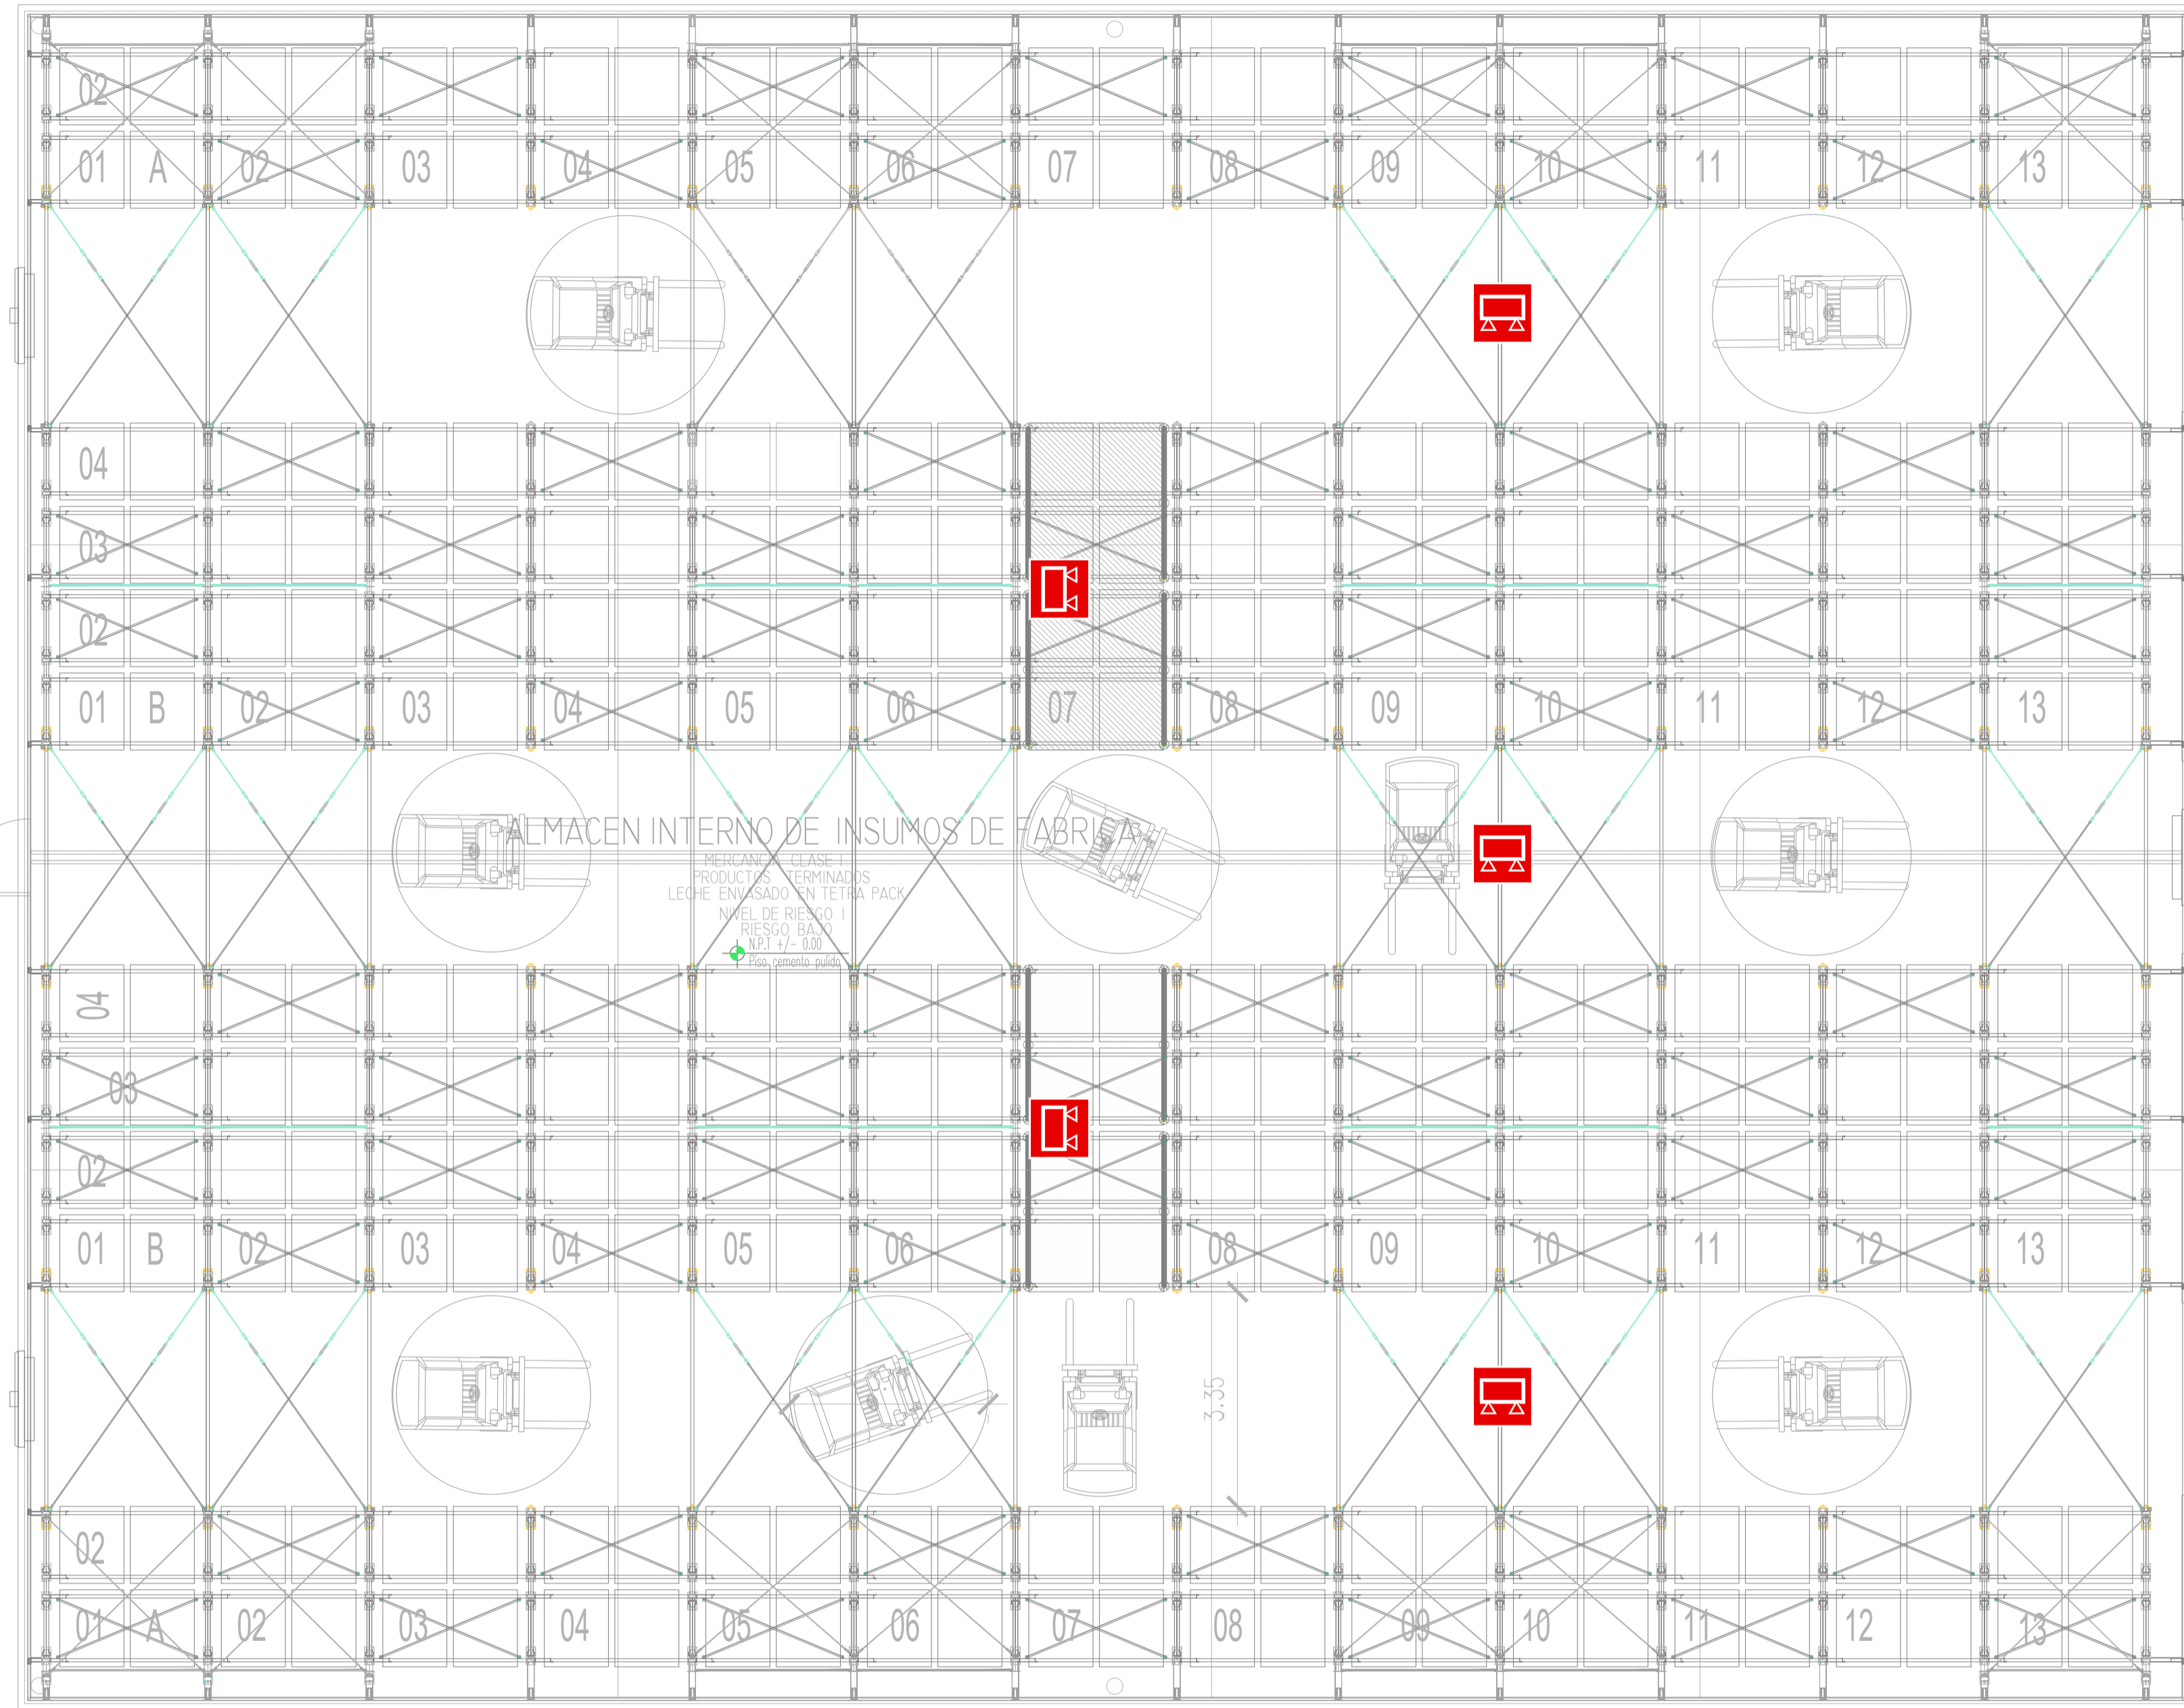 02
01 A 02 03 04 05 06 07 08 09 10 11 12 13
04
03
02
01 B 02 03 04 05 06 07 08 09 10 11 12 13
ALMACEN INTERNO DE INSUMOS DE FABRICA
MERCANCIA CLASE I
PRODUCTOS TERMINADOS
LECHE ENVASADO EN TETRA PACK
NIVEL DE RIESGO I
RIESGO BAJO
N.P.T +/- 0.00
Piso cemento pulido
04
03
02
01 B 02 03 04 05 06 08 09 10 11 12 13
3.35
02
01 A 02 03 04 05 06 07 08 09 10 11 12 13